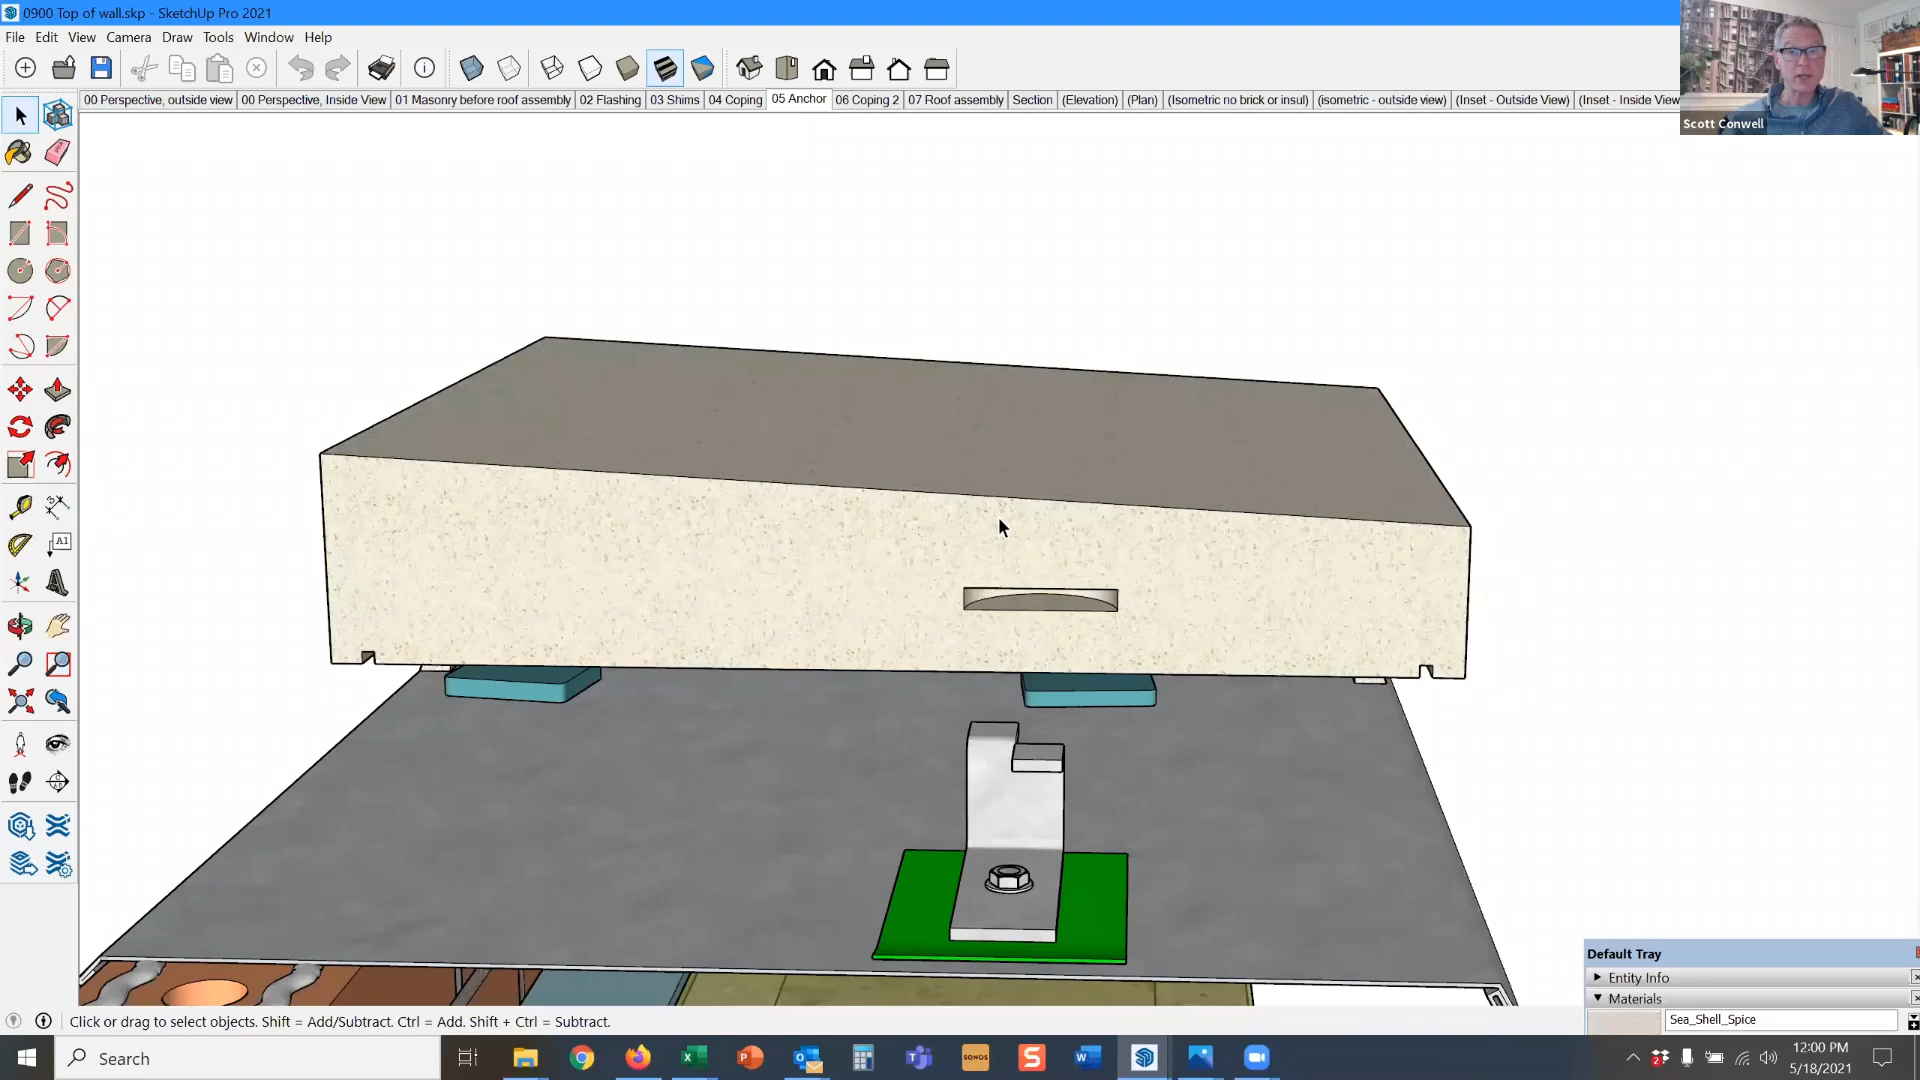 0900 Top of wall.skp - SketchUp Pro 2021
File Edit View Camera Draw Tools Window Help
00 Perspective, outside view 00 Perspective, Inside View 01 Masonry before roof assembly 02 Flashing 03 Shims 04 Coping 05 Anchor 06 Coping 2 07 Roof assembly Section (Elevation) (Plan) (Isometric no brick or insul) (isometric - outside view) (Inset - Outside View) (Inset - Inside View
Scott Conwell
A1
Default Tray
Entity Info
Materials
Sea_Shell_Spice
Click or drag to select objects. Shift = Add/Subtract. Ctrl = Add. Shift + Ctrl = Subtract.
Search
SONOS
12:00 PM
5/18/2021